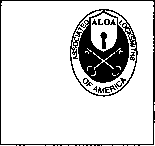 ASSOCIATED LOCKSMITHS
ALOA
OF AMERICA